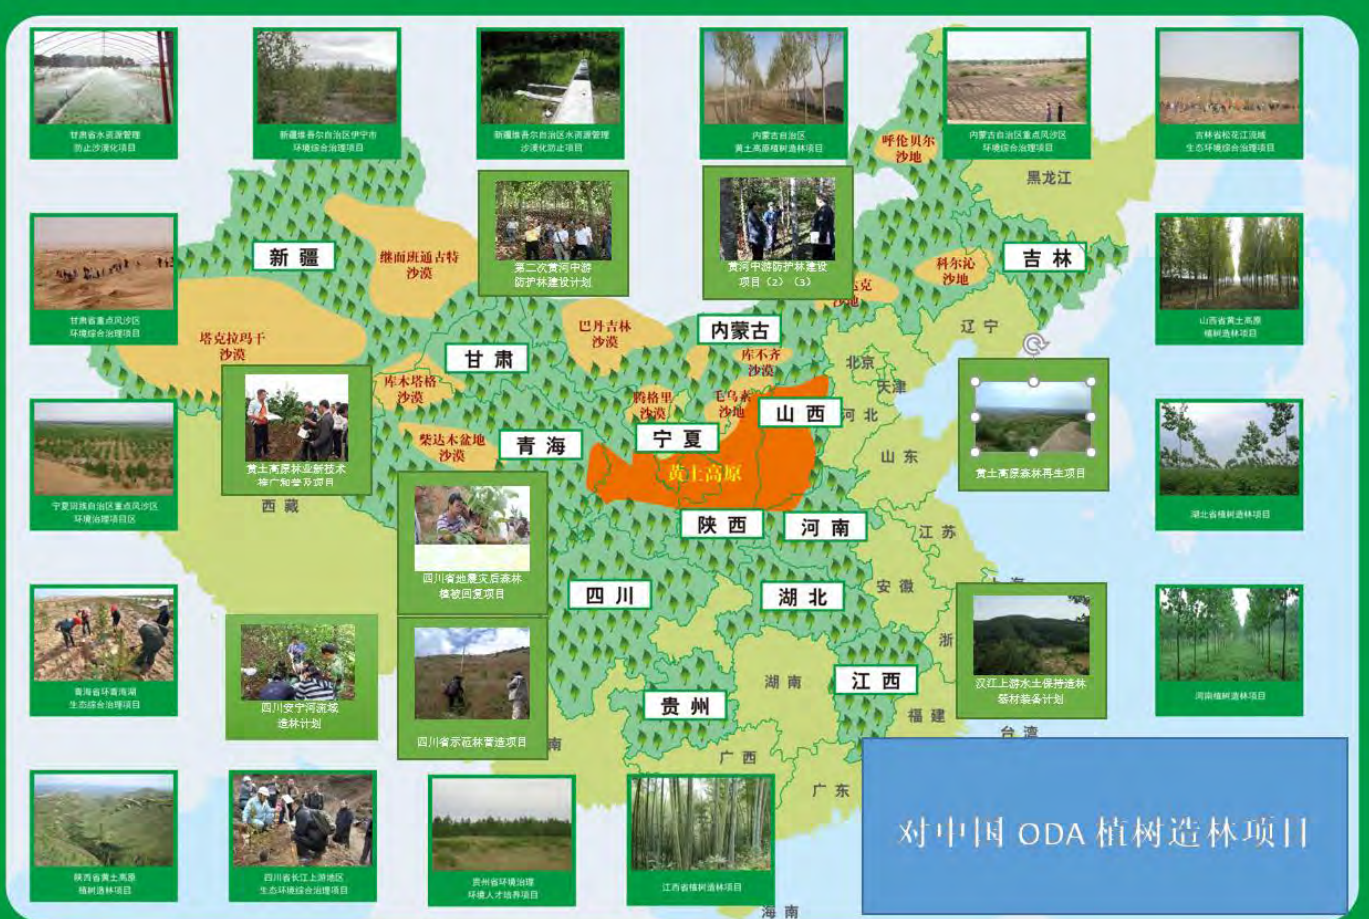 甘肃省水资源管理
防止沙漠化项目
新疆维吾尔自治区伊宁市
环境综合治理项目
新疆维吾尔自治区水资源管理
沙漠化防止项目
内蒙古自治区
黄土高原植树造林项目
内蒙古自治区重点风沙区
环境综合治理项目
吉林省松花江流域
生态环境综合治理项目
呼伦贝尔
沙地
黑龙江
第二次黄河中游
防护林建设计划
黄河中游防护林建设
项目（2）（3）
新疆
继而班通古特
沙漠
吉林
科尔沁
沙地
达克
沙地
甘肃省重点风沙区
环境综合治理项目
山西省黄土高原
植树造林项目
塔克拉玛干
沙漠
巴丹吉林
沙漠
内蒙古
辽宁
甘肃
库不齐
沙漠
北京
天津
库木塔格
沙漠
腾格里
沙漠
毛乌素
沙地
山西
河北
柴达木盆地
沙漠
青海
宁夏
山东
黄土高原
黄土高原林业新技术
推广和普及项目
黄土高原森林再生项目
宁夏回族自治区重点风沙区
环境治理项目区
西藏
湖北省植树造林项目
陕西
河南
江苏
四川省地震灾后森林
植被回复项目
四川
湖北
安徽
上海
浙
青海省环青海湖
生态综合治理项目
四川安宁河流域
造林计划
四川省示范林营造项目
湖南
江西
贵州
福建
台湾
汉江上游水土保持造林
器材装备计划
河南植树造林项目
南
广西
广东
陕西省黄土高原
植树造林项目
四川省长江上游地区
生态环境综合治理项目
贵州省环境治理
环境人才培养项目
江西省植树造林项目
海南
对中国 ODA 植树造林项目